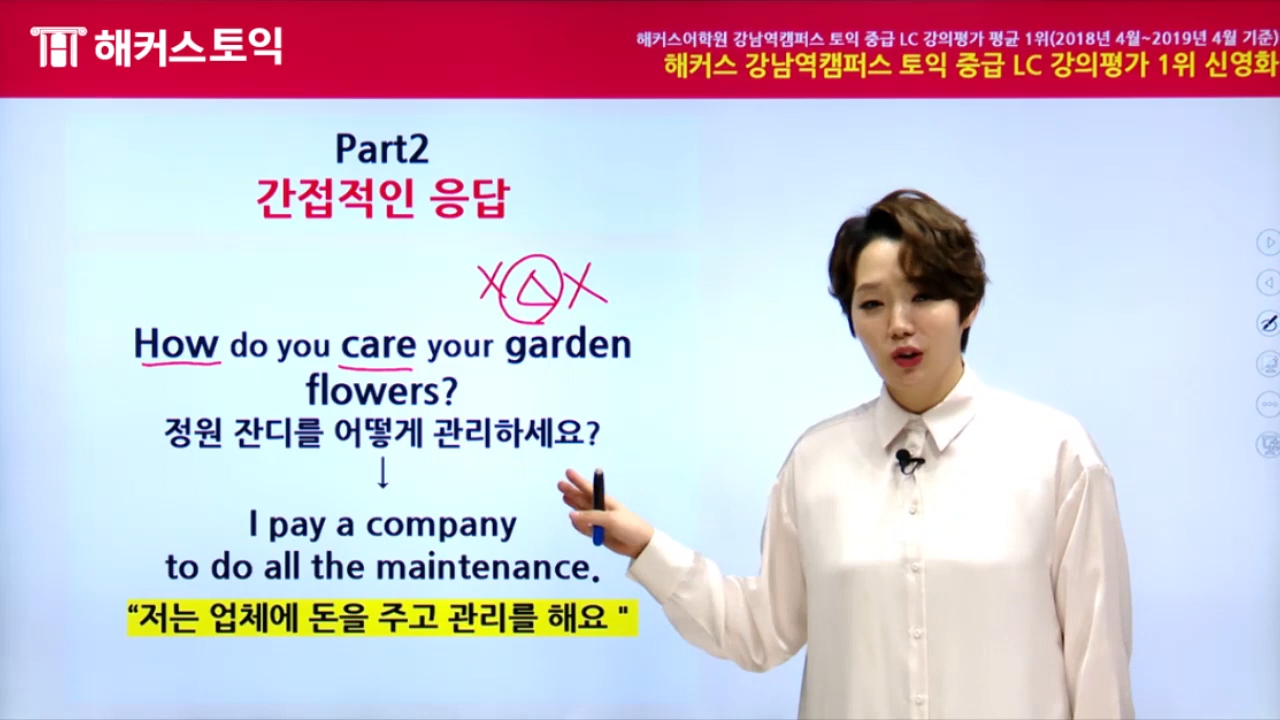 해커스토익
해커스어학원 강남역캠퍼스 토익 중급 LC 강의평가 평균 1위(2018년 4월~2019년 4월 기준)
해커스 강남역캠퍼스 토익 중급 LC 강의평가 1위 신영화
Part2
간접적인 응답
X △ X
How do you care your garden
flowers?
정원 잔디를 어떻게 관리하세요?
↓
I pay a company
to do all the maintenance.
“저는 업체에 돈을 주고 관리를 해요 "